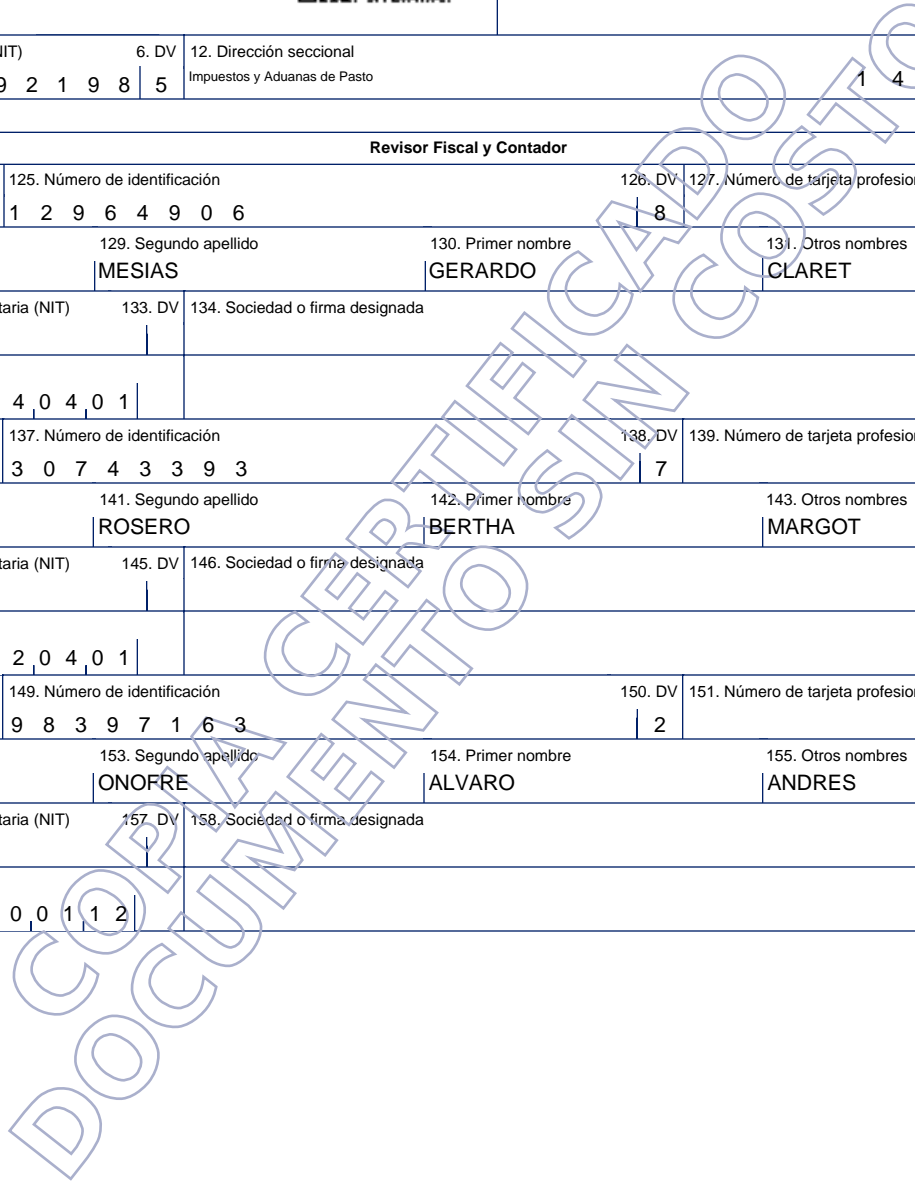 NIT) 6. DV 12. Dirección seccional
9 2 1 9 8 5 Impuestos y Aduanas de Pasto 1 4
Revisor Fiscal y Contador
125. Número de identificación 126. DV 127. Número de tarjeta profesion
1 2 9 6 4 9 0 6 8
129. Segundo apellido 130. Primer nombre 131. Otros nombres
MESIAS GERARDO CLARET
taria (NIT) 133. DV 134. Sociedad o firma designada
4 0 4 0 1
137. Número de identificación 138. DV 139. Número de tarjeta profesion
3 0 7 4 3 3 9 3 7
141. Segundo apellido 142. Primer nombre 143. Otros nombres
ROSERO BERTHA MARGOT
taria (NIT) 145. DV 146. Sociedad o firma designada
2 0 4 0 1
149. Número de identificación 150. DV 151. Número de tarjeta profesion
9 8 3 9 7 1 6 3 2
153. Segundo apellido 154. Primer nombre 155. Otros nombres
ONOFRE ALVARO ANDRES
taria (NIT) 157. DV 158. Sociedad o firma designada
0 0 1 1 2
COPIA CERTIFICADO
DOCUMENTO SIN COSTO